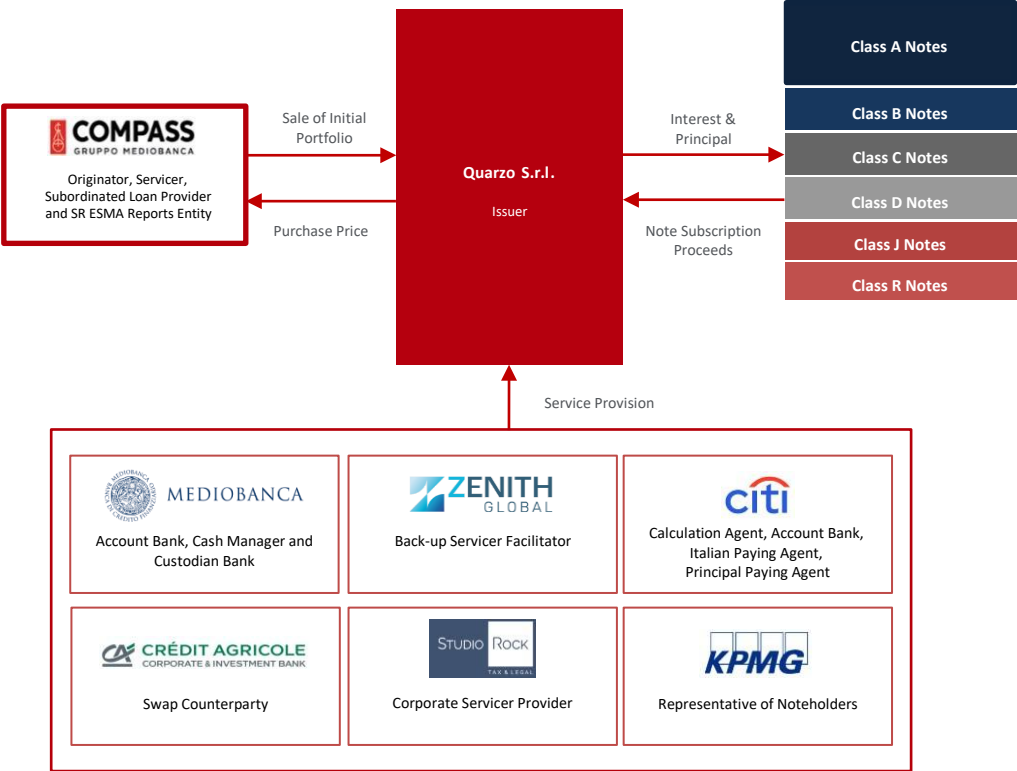 COMPASS
GRUPPO MEDIOBANCA
Originator, Servicer,
Subordinated Loan Provider
and SR ESMA Reports Entity
Sale of Initial
Portfolio
Purchase Price
Quarzo S.r.l.
Issuer
Interest &
Principal
Note Subscription
Proceeds
Class A Notes
Class B Notes
Class C Notes
Class D Notes
Class J Notes
Class R Notes
Service Provision
MEDIOBANCA
Account Bank, Cash Manager and
Custodian Bank
ZENITH
GLOBAL
Back-up Servicer Facilitator
citi
Calculation Agent, Account Bank,
Italian Paying Agent,
Principal Paying Agent
CRÉDIT AGRICOLE
CORPORATE & INVESTMENT BANK
Swap Counterparty
STUDIO ROCK
TAX & LEGAL
Corporate Servicer Provider
KPMG
Representative of Noteholders